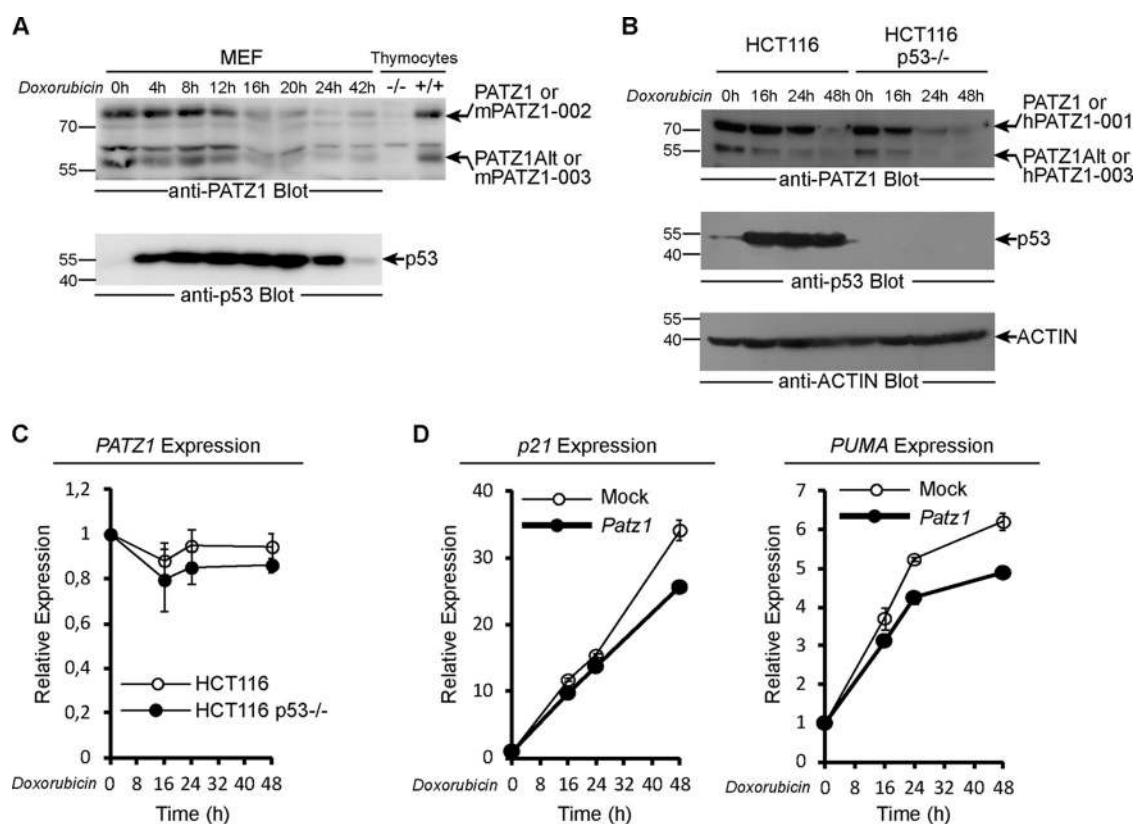 A
MEF
Thymocytes
Doxorubicin 0h 4h 8h 12h 16h 20h 24h 42h -/- +/+
PATZ1 or
mPATZ1-002
70
PATZ1Alt or
mPATZ1-003
55
anti-PATZ1 Blot
55
p53
40
anti-p53 Blot
B
HCT116
HCT116
p53-/-
Doxorubicin 0h 16h 24h 48h 0h 16h 24h 48h
PATZ1 or
hPATZ1-001
70
55
PATZ1Alt or
hPATZ1-003
anti-PATZ1 Blot
55
p53
40
anti-p53 Blot
55
40
ACTIN
anti-ACTIN Blot
C
PATZ1 Expression
Relative Expression
1,2
1
0,8
0,6
0,4
0,2
0
HCT116
HCT116 p53-/-
Doxorubicin 0 8 16 24 32 40 48
Time (h)
D
p21 Expression
Relative Expression
40
30
20
10
0
Mock
Patz1
Doxorubicin 0 8 16 24 32 40 48
Time (h)
PUMA Expression
Relative Expression
7
6
5
4
3
2
1
0
Mock
Patz1
Doxorubicin 0 8 16 24 32 40 48
Time (h)